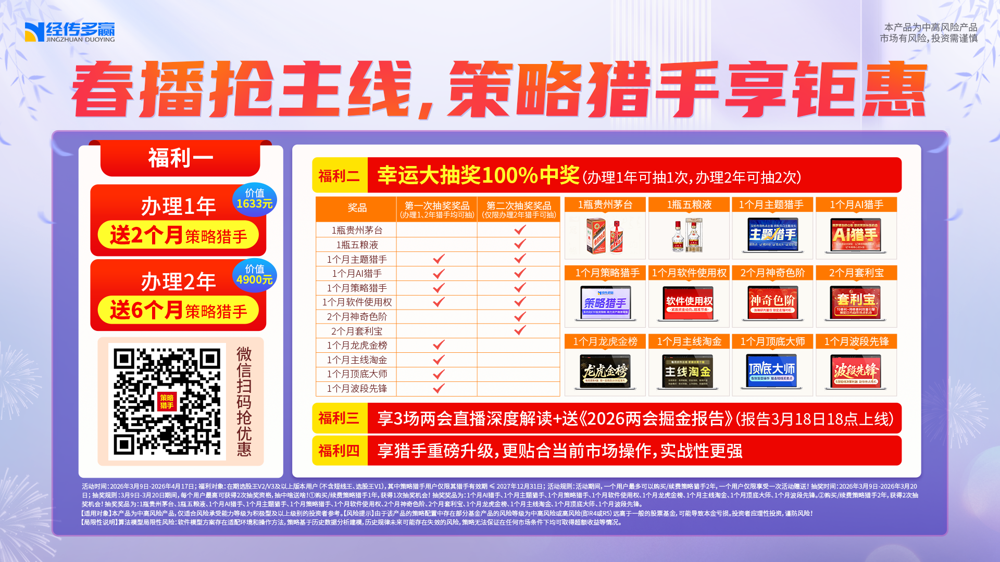 经传多赢
JINGZHUAN DUOYING
本产品为中高风险产品
市场有风险,投资需谨慎
春播抢主线,策略猎手享钜惠
福利一
办理1年
价值
1633元
送2个月策略猎手
办理2年
价值
4900元
送6个月策略猎手
策略
猎手
微信扫码抢优惠
福利二
幸运大抽奖100%中奖(办理1年可抽1次,办理2年可抽2次)
奖品
第一次抽奖奖品
(办理1、2年猎手均可抽)
第二次抽奖奖品
(仅限办理2年猎手可抽)
1瓶贵州茅台
1瓶五粮液
1个月主题猎手
1个月AI猎手
1个月策略猎手
1个月软件使用权
2个月神奇色阶
2个月套利宝
1个月龙虎金榜
1个月主线淘金
1个月顶底大师
1个月波段先锋
1瓶贵州茅台
1瓶五粮液
1个月主题猎手
1个月AI猎手
主题猎手
Ai猎手
1个月策略猎手
1个月软件使用权
2个月神奇色阶
2个月套利宝
经传多赢
策略猎手
软件使用权
紧跟资金动向,踏准节奏
神奇色阶
套利宝
1个月龙虎金榜
1个月主线淘金
1个月顶底大师
1个月波段先锋
龙虎金榜
主线淘金
顶底大师
波段先锋
福利三
享3场两会直播深度解读+送《2026两会掘金报告》(报告3月18日18点上线)
福利四
享猎手重磅升级,更贴合当前市场操作,实战性更强
活动时间:2026年3月9日-2026年4月17日;福利对象:在期选股王V2/V3及以上版本用户(不含短线王、选股王V1),其中策略猎手用户仅限其猎手有效期 ≤ 2027年12月31日;活动规则:活动期间,一个用户最多可以购买/续费策略猎手2年,一个用户仅限享受一次活动赠送!抽奖时间:2026年3月9日-2026年3月20
日;抽奖规则:3月9日-3月20日期间,每个用户最高可获得2次抽奖资格,抽中啥送啥!①购买/续费策略猎手1年,获得1次抽奖机会!抽奖奖品为:1个月AI猎手、1个月主题猎手、1个月策略猎手、1个月软件使用权、1个月龙虎金榜、1个月主线淘金、1个月顶底大师、1个月波段先锋。②购买/续费策略猎手2年,获得2次抽
奖机会!抽奖奖品为:1瓶贵州茅台、1瓶五粮液、1个月AI猎手、1个月主题猎手、1个月策略猎手、1个月软件使用权、2个月神奇色阶、2个月套利宝、1个月龙虎金榜、1个月主线淘金、1个月顶底大师、1个月波段先锋。
【适用对象】本产品为中高风险产品,仅适合风险承受能力等级为积极型及以上级别的投资者参考。【风险提示】由于该产品的策略配置中存在部分基金产品的风险等级为中高风险或高风险(即R4或R5)远高于一般的股票基金,可能导致本金亏损。投资者应理性投资,谨防风险!
【局限性说明】算法模型局限性风险:软件模型方案存在适配环境和操作方法,策略基于历史数据分析建模,历史规律未来可能存在失效的风险,策略无法保证在任何市场条件下均可取得超额收益等情况。